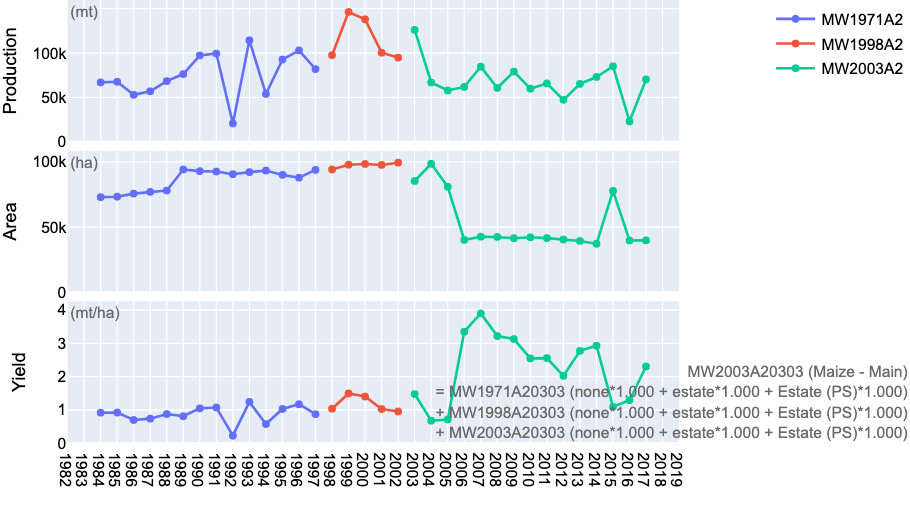 (mt)
Production
100k
50k
0
MW1971A2
MW1998A2
MW2003A2
100k
(ha)
Area
50k
0
4
(mt/ha)
Yield
3
2
1
0
MW2003A20303 (Maize - Main)
= MW1971A20303 (none*1.000 + estate*1.000 + Estate (PS)*1.000)
+ MW1998A20303 (none*1.000 + estate*1.000 + Estate (PS)*1.000)
+ MW2003A20303 (none*1.000 + estate*1.000 + Estate (PS)*1.000)
1982
1983
1984
1985
1986
1987
1988
1989
1990
1991
1992
1993
1994
1995
1996
1997
1998
1999
2000
2001
2002
2003
2004
2005
2006
2007
2008
2009
2010
2011
2012
2013
2014
2015
2016
2017
2018
2019